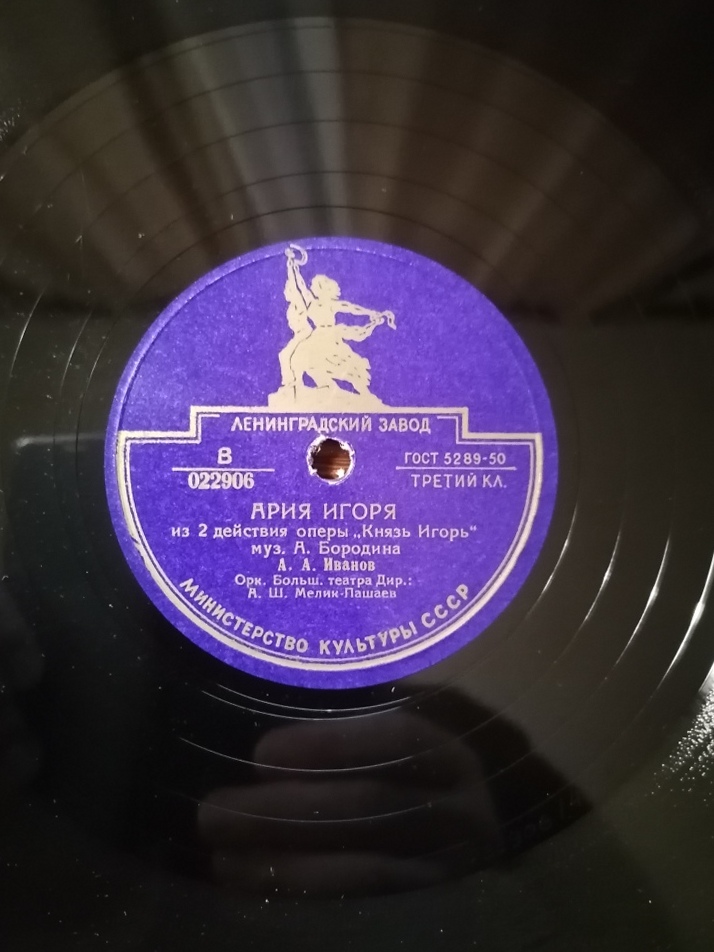 ЛЕНИНГРАДСКИЙ ЗАВОД
В
022906
ГОСТ 5289-50
ТРЕТИЙ КЛ.
АРИЯ ИГОРЯ
из 2 действия оперы „Князь Игорь"
муз. А. Бородина
А. А. Иванов
Орк. Больш. театра Дир.:
А. Ш. Мелик-Пашаев
МИНИСТЕРСТВО КУЛЬТУРЫ СССР